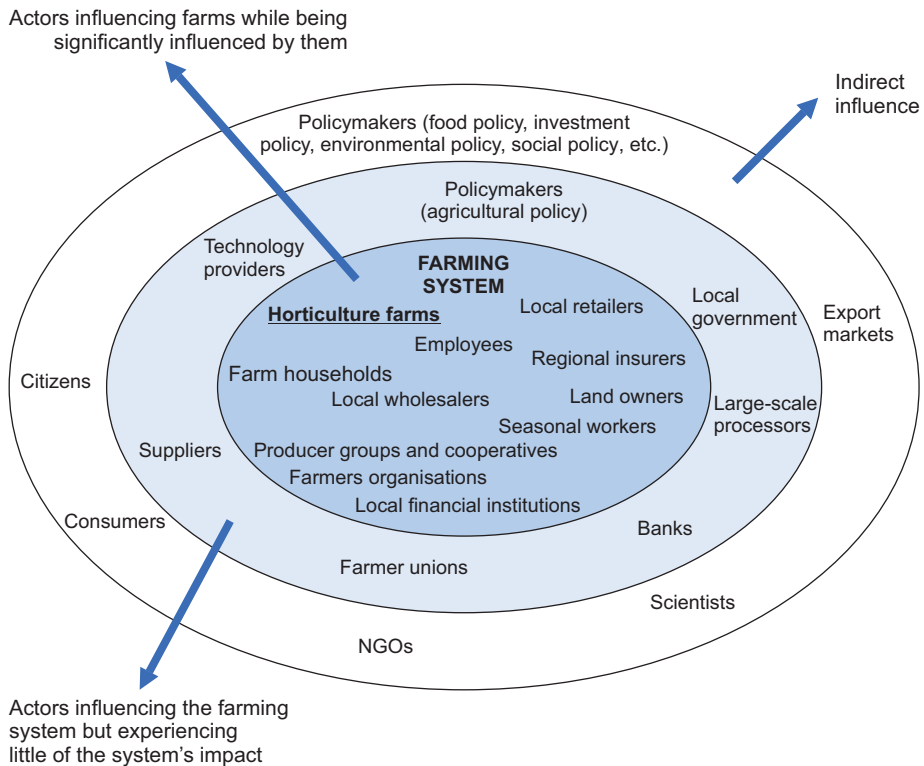 Actors influencing farms while being
significantly influenced by them
Indirect
influence
Policymakers (food policy, investment
policy, environmental policy, social policy, etc.)
Policymakers
(agricultural policy)
Technology
providers
FARMING
SYSTEM
Horticulture farms
Local retailers
Local
government
Export
markets
Employees
Regional insurers
Citizens
Farm households
Local wholesalers
Land owners
Large-scale
processors
Seasonal workers
Suppliers
Producer groups and cooperatives
Farmers organisations
Local financial institutions
Consumers
Banks
Farmer unions
Scientists
NGOs
Actors influencing the farming
system but experiencing
little of the system's impact